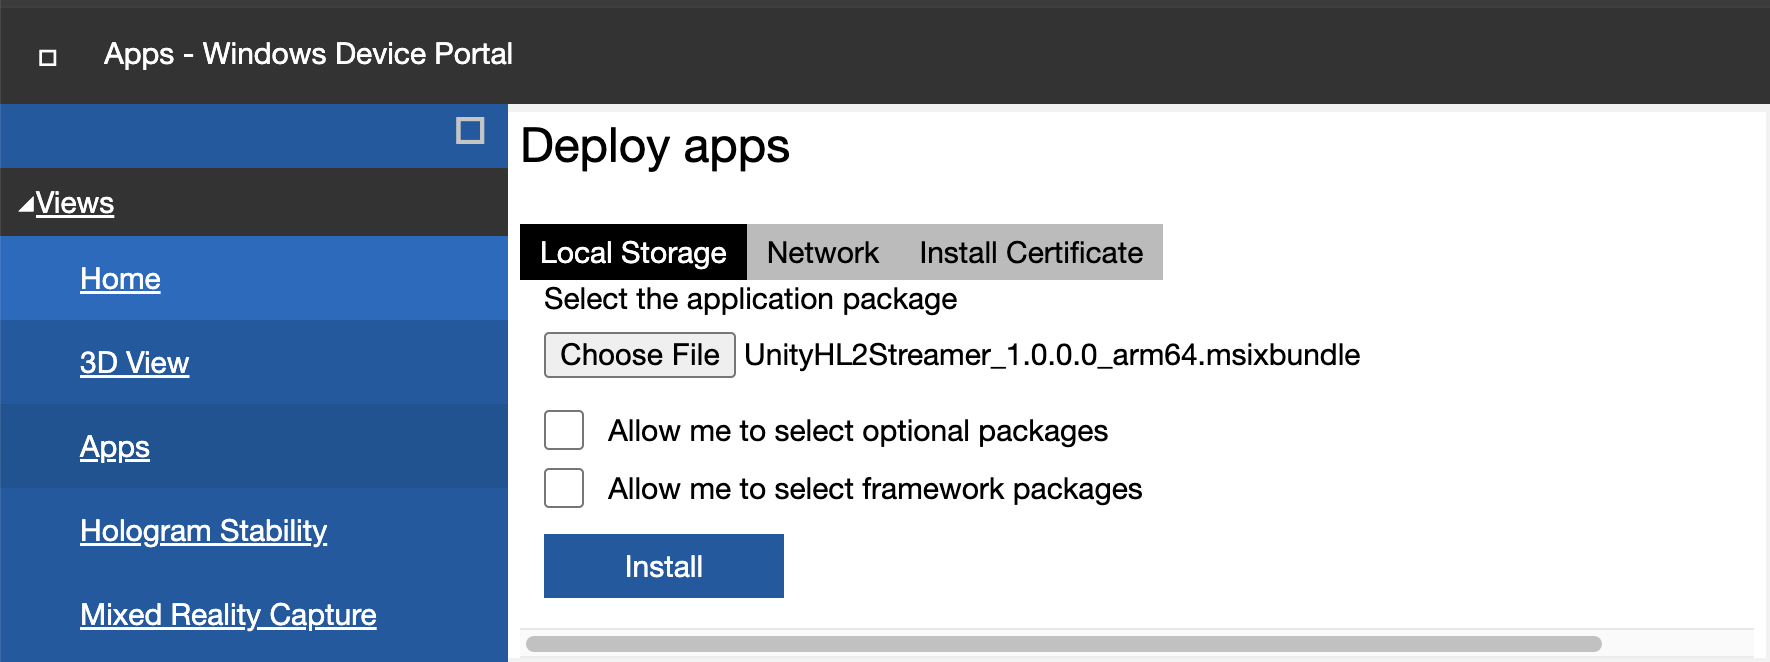 Apps - Windows Device Portal
Views
Home
3D View
Apps
Hologram Stability
Mixed Reality Capture
Deploy apps
Local Storage Network Install Certificate
Select the application package
Choose File UnityHL2Streamer_1.0.0.0_arm64.msixbundle
Allow me to select optional packages
Allow me to select framework packages
Install